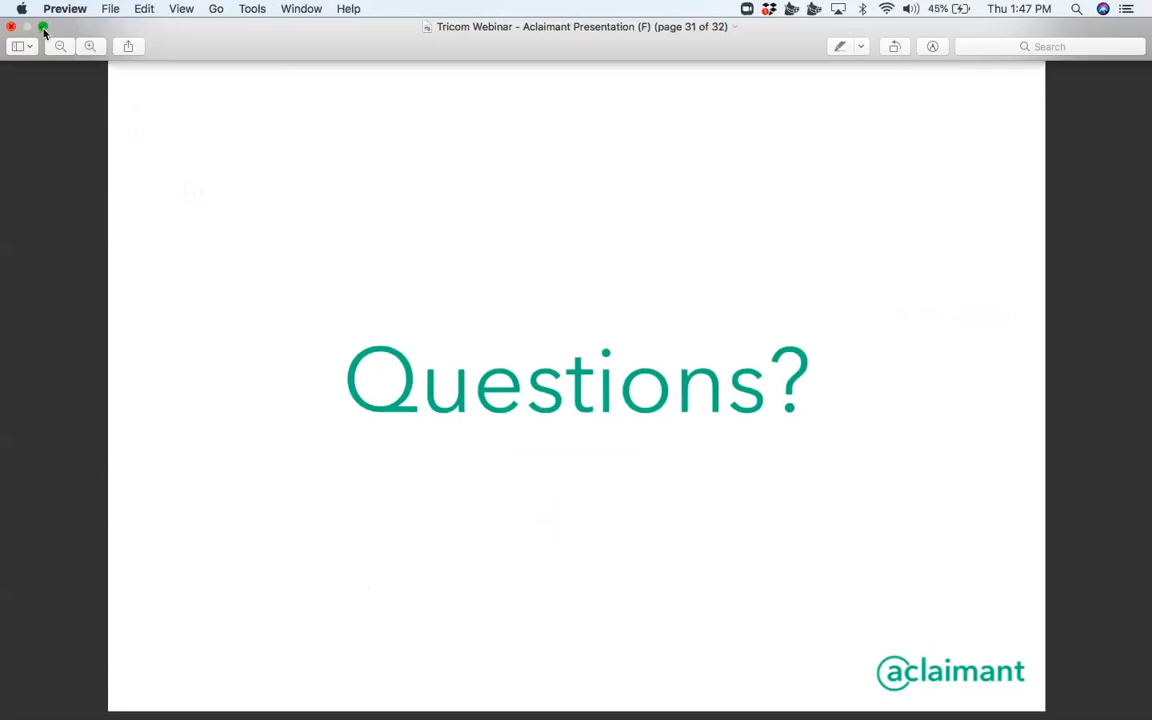 Preview File Edit View Go Tools Window Help 45% Thu 1:47 PM
Tricom Webinar - Aclaimant Presentation (F) (page 31 of 32)
Search
Questions?
@aclaimant